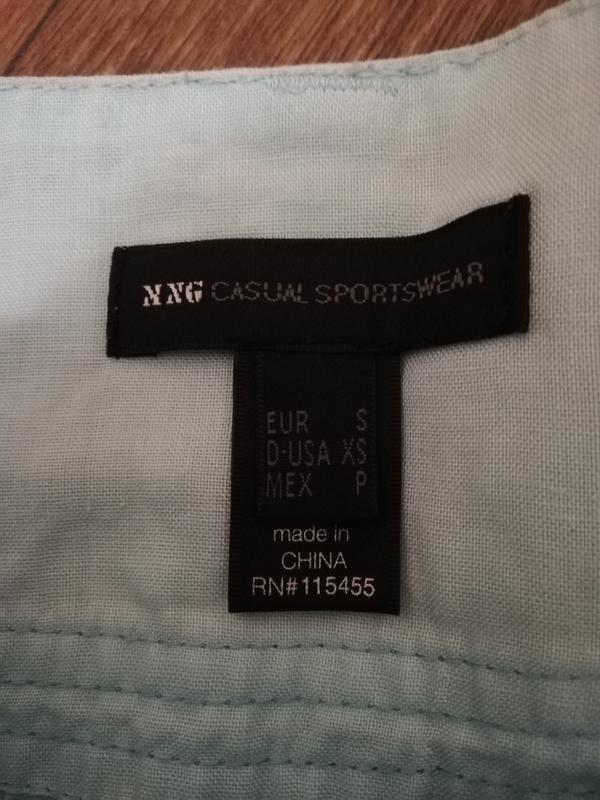 MNG CASUAL SPORTSWEAR
EUR S
D·USA XS
MEX P
made in
CHINA
RN#115455